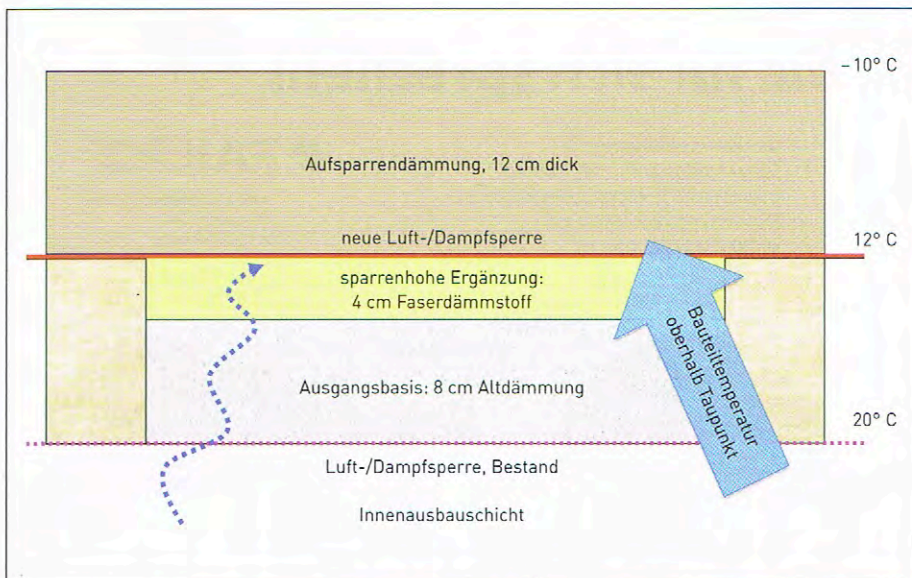 –10° C
Aufsparrendämmung, 12 cm dick
neue Luft-/Dampfsperre
12° C
sparrenhohe Ergänzung:
4 cm Faserdämmstoff
Bauteiltemperatur
oberhalb Taupunkt
Ausgangsbasis: 8 cm Altdämmung
20° C
Luft-/Dampfsperre, Bestand
Innenausbauschicht